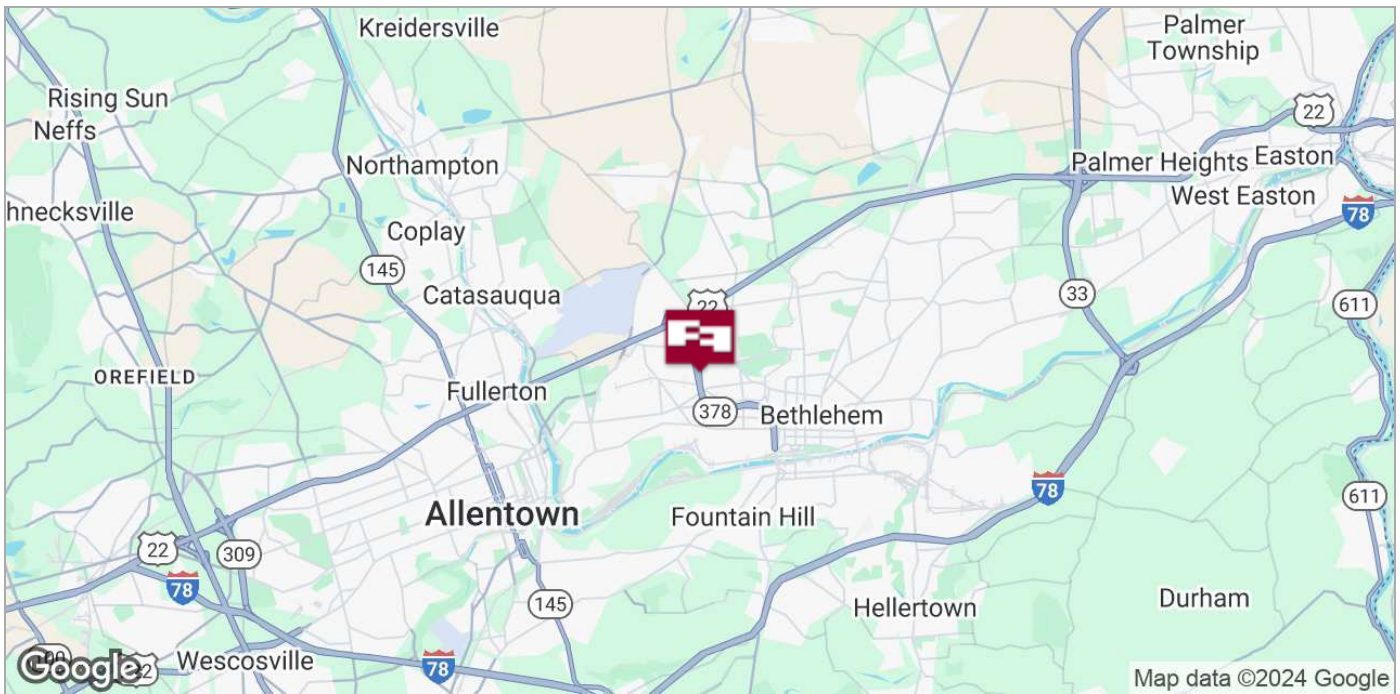 Kreidersville
Palmer
Township
Rising Sun
Neffs
22
Northampton
Palmer Heights
Easton
West Easton
hnecksville
78
Coplay
145
Catasauqua
33
611
22
OREFIELD
Fullerton
378
Bethlehem
78
611
Allentown
Fountain Hill
22
309
78
145
Hellertown
Durham
100
22
Wescosville
78
Google
Map data ©2024 Google